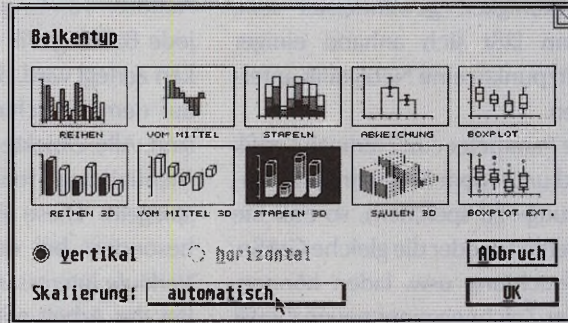 Balkentyp
REIHEN VOM MITTEL STAPELN ABWEICHUNG BOXPLOT
REIHEN 3D VOM MITTEL 3D STAPELN 3D SÄULEN 3D BOXPLOT EXT.
vertikal horizontal Abbruch
Skalierung: automatisch OK